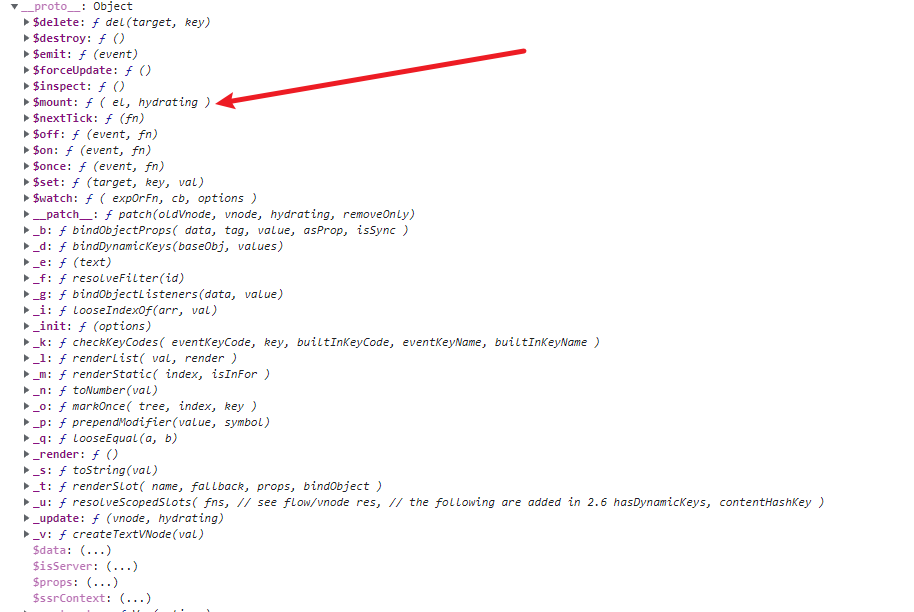 __proto__: Object
$delete: ƒ del(target, key)
$destroy: ƒ ()
$emit: ƒ (event)
$forceUpdate: ƒ ()
$inspect: ƒ ()
$mount: ƒ ( el, hydrating )
$nextTick: ƒ (fn)
$off: ƒ (event, fn)
$on: ƒ (event, fn)
$once: ƒ (event, fn)
$set: ƒ (target, key, val)
$watch: ƒ ( expOrFn, cb, options )
__patch__: ƒ patch(oldVnode, vnode, hydrating, removeOnly)
_b: ƒ bindObjectProps( data, tag, value, asProp, isSync )
_d: ƒ bindDynamicKeys(baseObj, values)
_e: ƒ (text)
_f: ƒ resolveFilter(id)
_g: ƒ bindObjectListeners(data, value)
_i: ƒ looseIndexOf(arr, val)
_init: ƒ (options)
_k: ƒ checkKeyCodes( eventKeyCode, key, builtInKeyCode, eventKeyName, builtInKeyName )
_l: ƒ renderList( val, render )
_m: ƒ renderStatic( index, isInFor )
_n: ƒ toNumber(val)
_o: ƒ markOnce( tree, index, key )
_p: ƒ prependModifier(value, symbol)
_q: ƒ looseEqual(a, b)
_render: ƒ ()
_s: ƒ toString(val)
_t: ƒ renderSlot( name, fallback, props, bindObject )
_u: ƒ resolveScopedSlots( fns, // see flow/vnode res, // the following are added in 2.6 hasDynamicKeys, contentHashKey )
_update: ƒ (vnode, hydrating)
_v: ƒ createTextVNode(val)
$data: (...)
$isServer: (...)
$props: (...)
$ssrContext: (...)